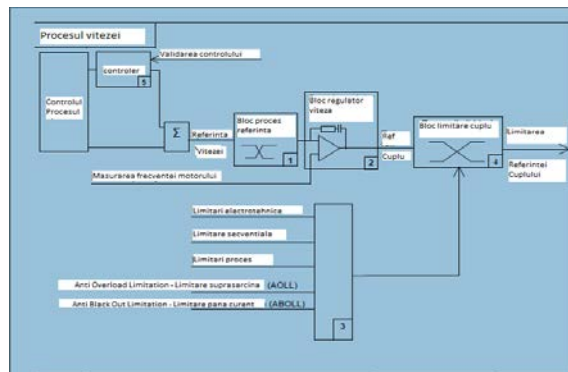 Procesul vitezei
Validarea controlului
controler
5
Controlul
Procesul
Σ
Referinta
Vitezei
Bloc proces
referinta
1
Bloc regulator
viteza
2
Ref
Cuplu
Bloc limitare cuplu
4
Limitarea
Referintei
Cuplului
Masurarea frecventei motorului
Limitari electrotehnica
Limitare secventiala
Limitari proces
Anti Overload Limitation - Limitare suprasarcina (AOLL)
Anti Black Out Limitation - Limitare pana curent (ABOLL)
3